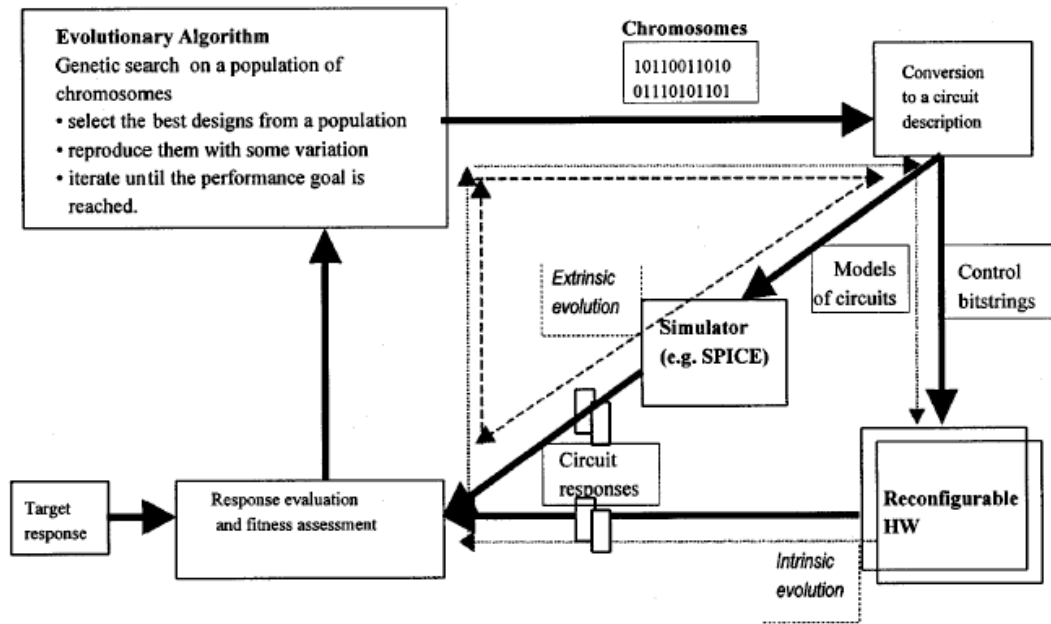 Evolutionary Algorithm
Genetic search on a population of
chromosomes
• select the best designs from a population
• reproduce them with some variation
• iterate until the performance goal is
reached.
Chromosomes
10110011010
01110101101
Conversion
to a circuit
description
Extrinsic
evolution
Models
of circuits
Control
bitstrings
Simulator
(e.g. SPICE)
Circuit
responses
Target
response
Response evaluation
and fitness assessment
Reconfigurable
HW
Intrinsic
evolution